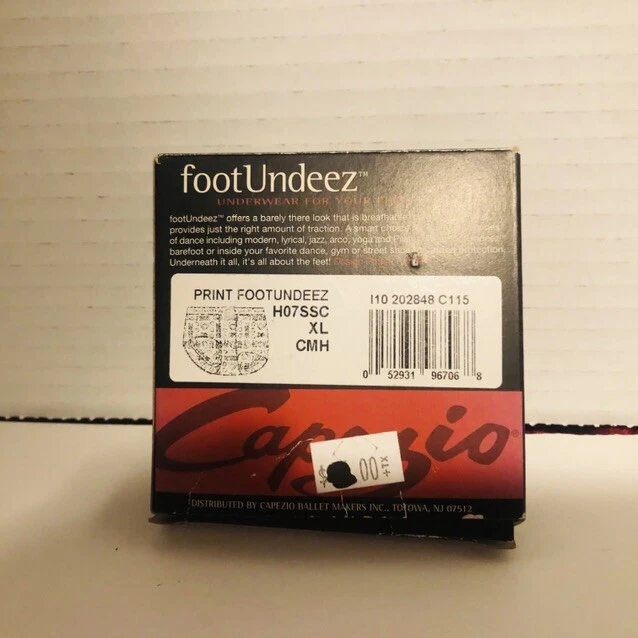 footUndeez™
UNDERWEAR FOR YOUR
footUndeez™ offers a barely there look that is
provides just the right amount of traction. A smart
of dance including modern, lyrical, jazz, acro, yoga and
barefoot or inside your favorite dance, gym or street
Underneath it all, it's all about the feet!
PRINT FOOTUNDEEZ
H07SSC
XL
CMH
I10 202848 C115
0 52931 96706 8
Capezio®
00
+TX
DISTRIBUTED BY CAPEZIO BALLET MAKERS INC., TOTOWA, NJ 07512